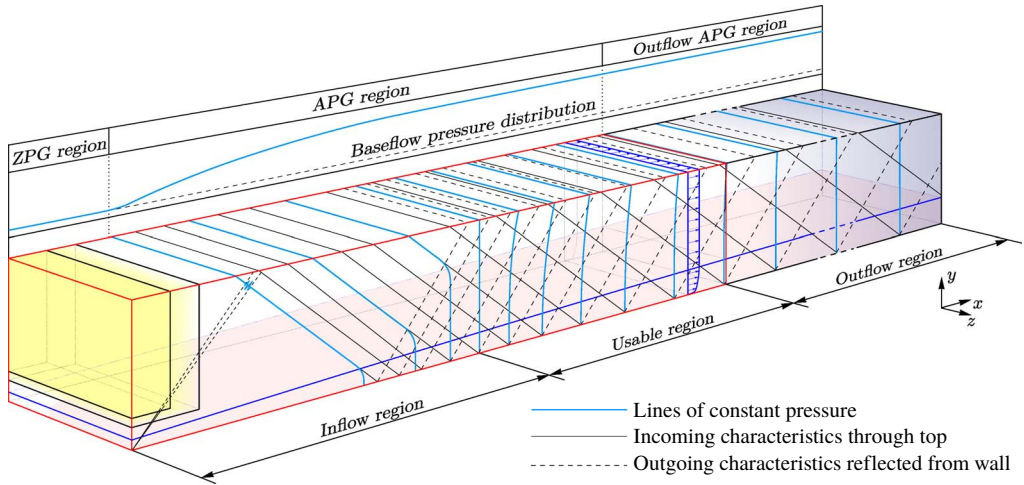 Outflow APG region
APG region
ZPG region
Baseflow pressure distribution
Outflow region
y
x
z
Usable region
Inflow region
Lines of constant pressure
Incoming characteristics through top
Outgoing characteristics reflected from wall